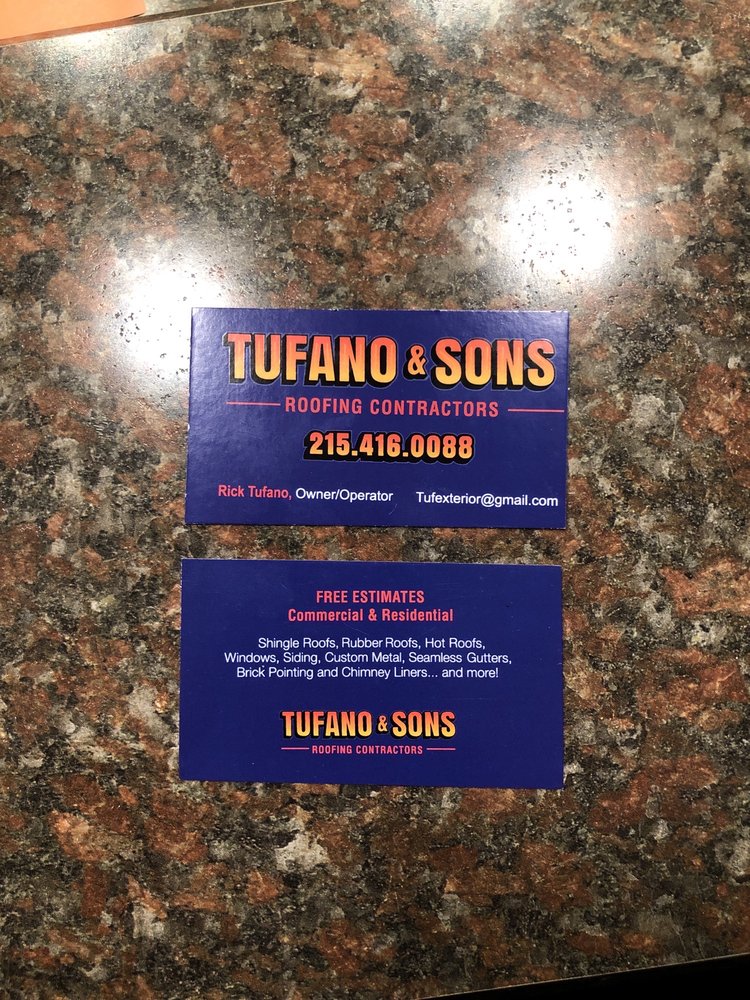 TUFANO & SONS
ROOFING CONTRACTORS
215.416.0088
Rick Tufano, Owner/Operator Tufexterior@gmail.com
FREE ESTIMATES
Commercial & Residential
Shingle Roofs, Rubber Roofs, Hot Roofs,
Windows, Siding, Custom Metal, Seamless Gutters,
Brick Pointing and Chimney Liners... and more!
TUFANO & SONS
ROOFING CONTRACTORS